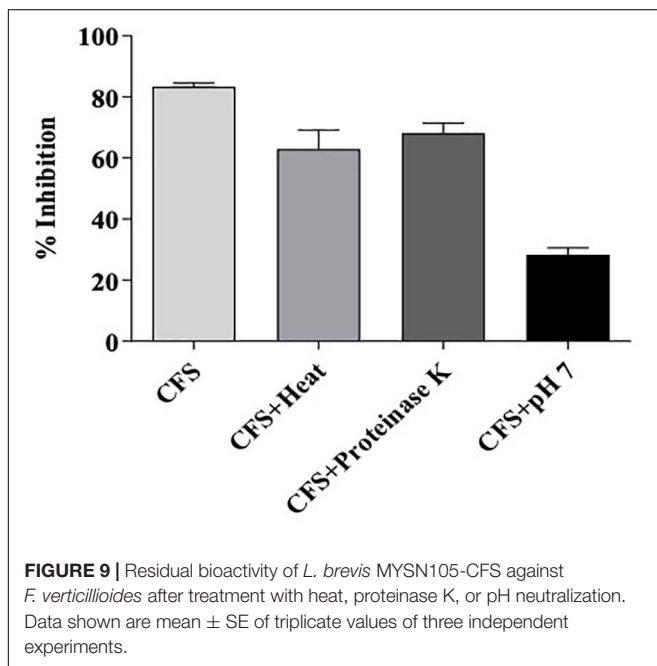 100
80
60
40
20
0
% Inhibition
CFS
CFS+Heat
CFS+Proteinase K
CFS+pH 7
FIGURE 9 | Residual bioactivity of L. brevis MYSN105-CFS against
F. verticillioides after treatment with heat, proteinase K, or pH neutralization.
Data shown are mean ± SE of triplicate values of three independent
experiments.